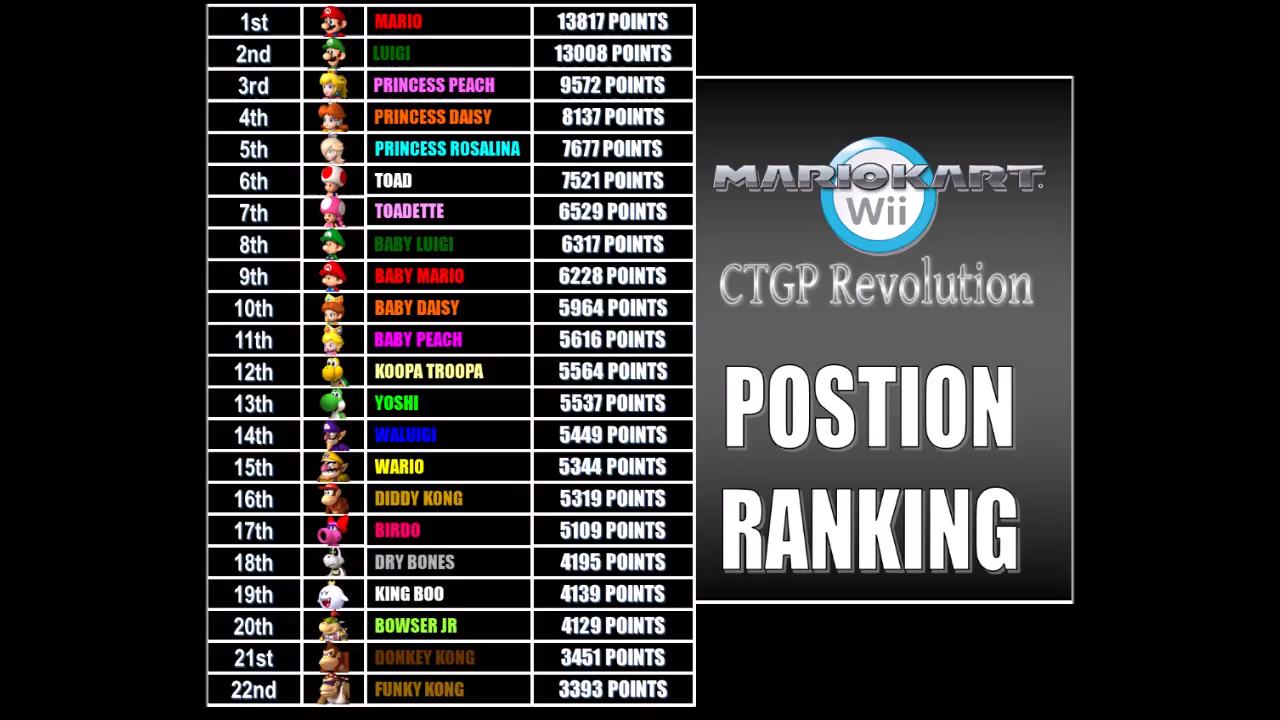 1st MARIO 13817 POINTS
2nd LUIGI 13008 POINTS
3rd PRINCESS PEACH 9572 POINTS
4th PRINCESS DAISY 8137 POINTS
5th PRINCESS ROSALINA 7677 POINTS
6th TOAD 7521 POINTS
7th TOADETTE 6529 POINTS
8th BABY LUIGI 6317 POINTS
9th BABY MARIO 6228 POINTS
10th BABY DAISY 5964 POINTS
11th BABY PEACH 5616 POINTS
12th KOOPA TROOPA 5564 POINTS
13th YOSHI 5537 POINTS
14th WALUIGI 5449 POINTS
15th WARIO 5344 POINTS
16th DIDDY KONG 5319 POINTS
17th BIRDO 5109 POINTS
18th DRY BONES 4195 POINTS
19th KING BOO 4139 POINTS
20th BOWSER JR 4129 POINTS
21st DONKEY KONG 3451 POINTS
22nd FUNKY KONG 3393 POINTS
MARIOKART
Wii
CTGP Revolution
POSTION
RANKING